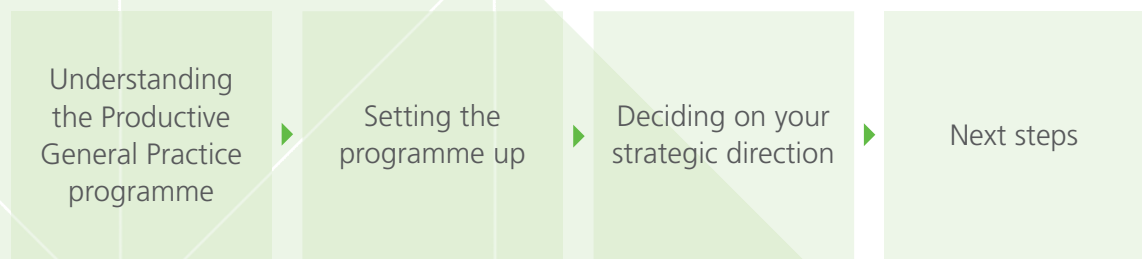 Understanding
the Productive
General Practice
programme
Setting the
programme up
Deciding on your
strategic direction
Next steps